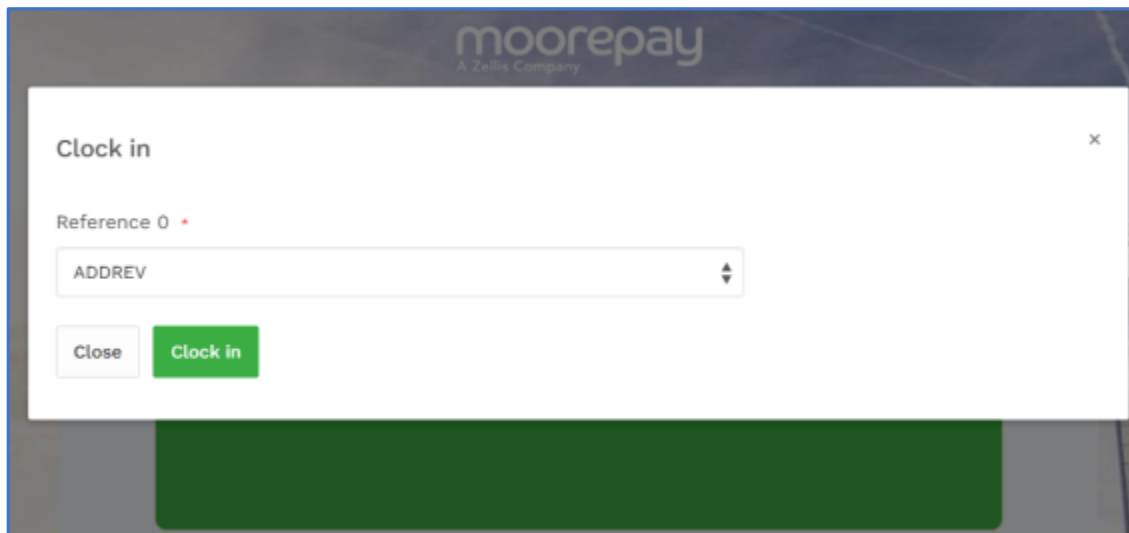 moorepay
A Zellis Company
Clock in
×
Reference 0 *
ADDREV
Close
Clock in